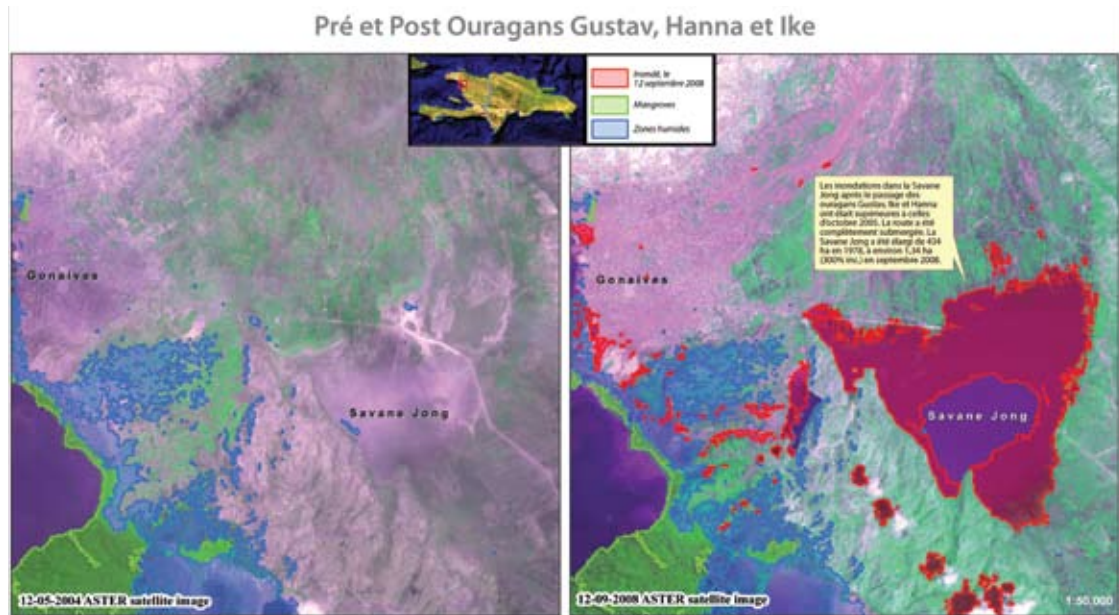 Pré et Post Ouragans Gustav, Hanna et Ike
Inondé, le
12 septembre 2008
Mangroves
Zones humides
Gonaives
Savane Jong
12-05-2004 ASTER satellite image
Les inondations dans la Savane
Jong après le passage des
ouragans Gustav, Ike et Hanna
ont était supérieures à celles
d'octobre 2005. La route a été
complètement submergée. La
Savane Jong a été élargi de 434
ha en 1978, à environ 1,34 ha
(300% inc.) en septembre 2008.
Gonaives
Savane Jong
12-09-2008 ASTER satellite image
1:50,000